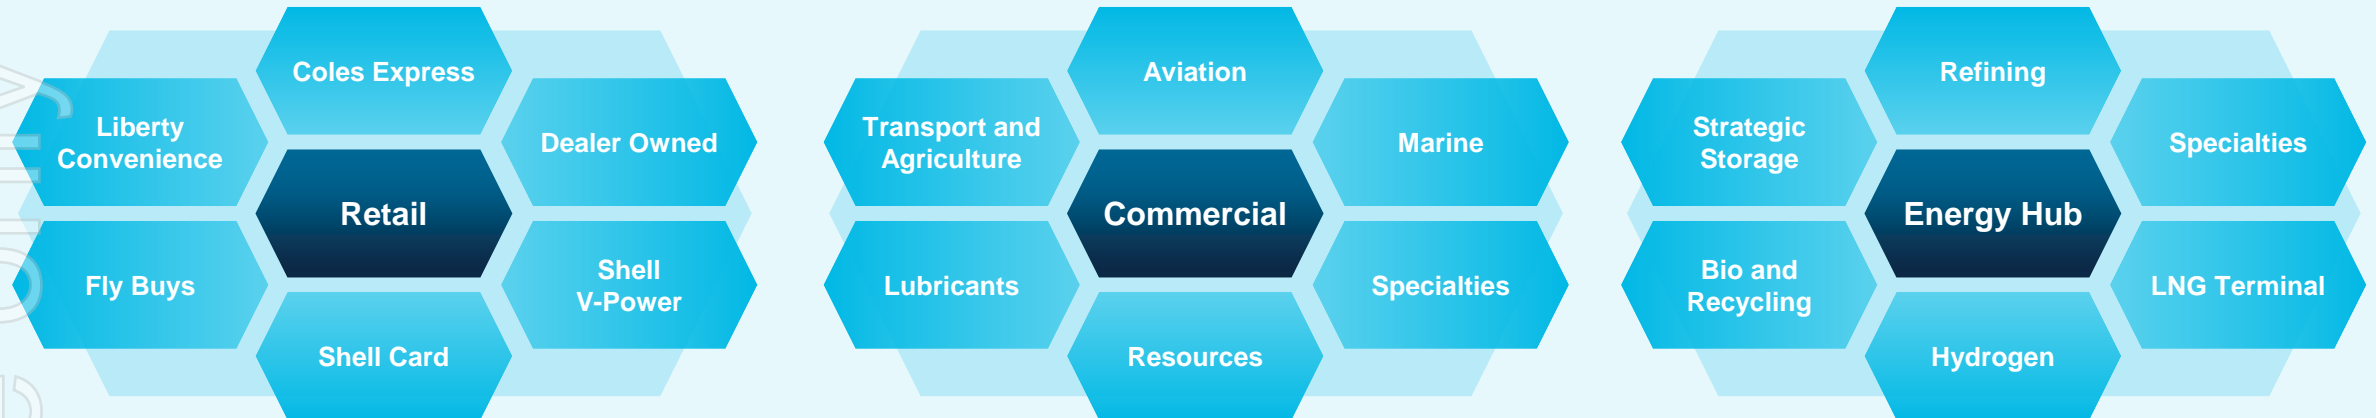 Coles Express
Liberty
Convenience
Dealer Owned
Retail
Fly Buys
Shell
V-Power
Shell Card
Aviation
Transport and
Agriculture
Marine
Commercial
Lubricants
Specialties
Resources
Refining
Strategic
Storage
Specialties
Energy Hub
Bio and
Recycling
LNG Terminal
Hydrogen